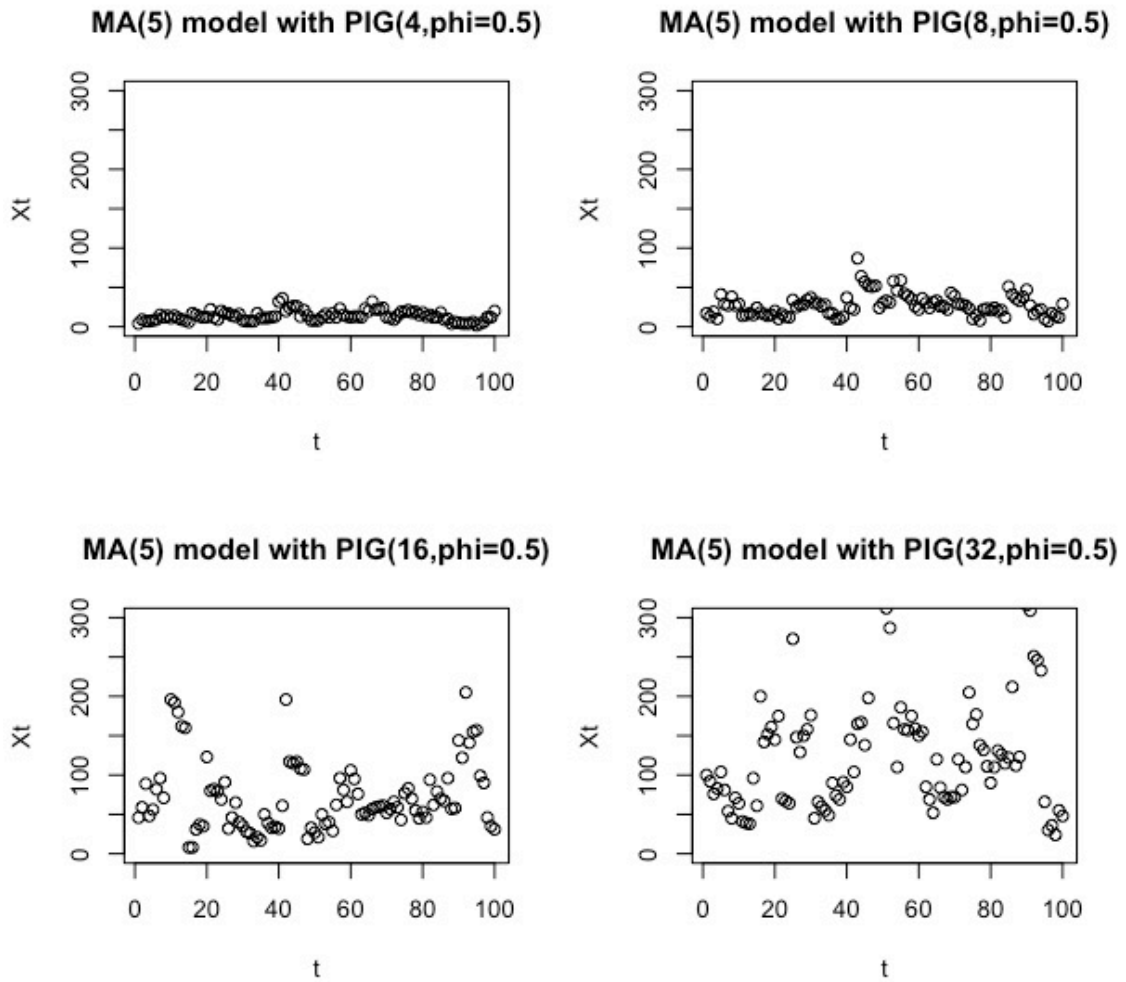 MA(5) model with PIG(4,phi=0.5)
Xt
300
200
100
0
0 20 40 60 80 100
t
MA(5) model with PIG(8,phi=0.5)
Xt
300
200
100
0
0 20 40 60 80 100
t
MA(5) model with PIG(16,phi=0.5)
Xt
300
200
100
0
0 20 40 60 80 100
t
MA(5) model with PIG(32,phi=0.5)
Xt
300
200
100
0
0 20 40 60 80 100
t